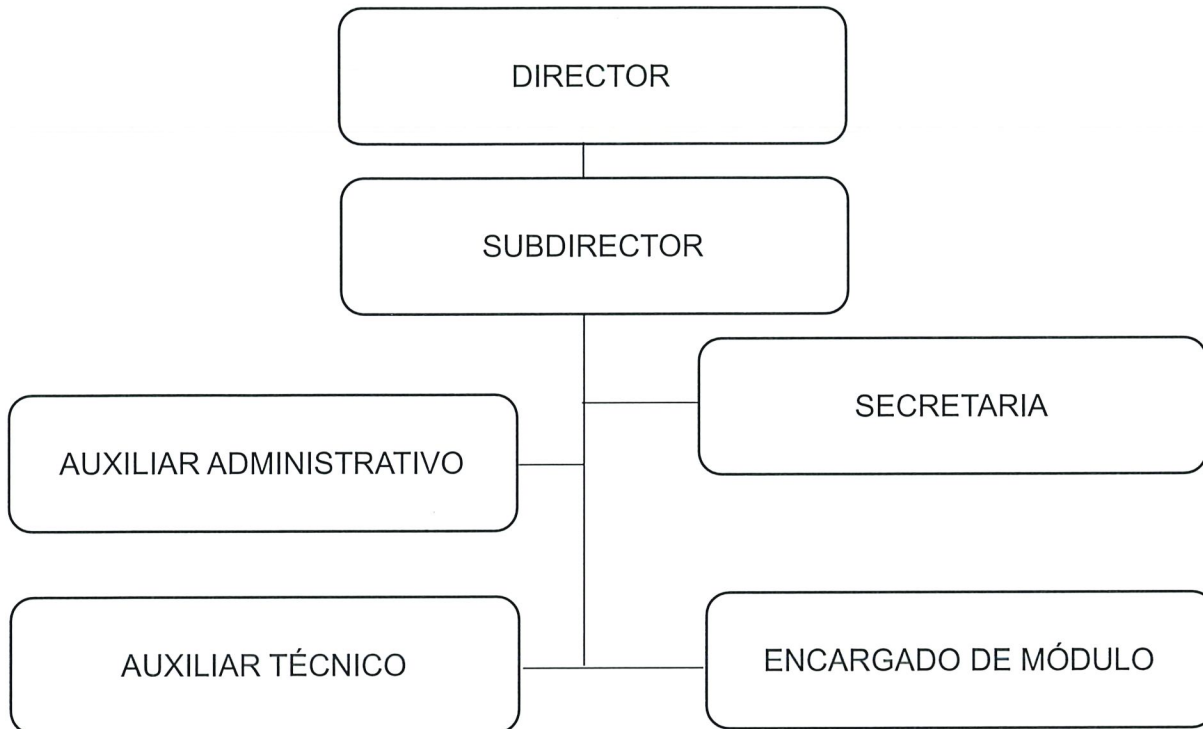 DIRECTOR
SUBDIRECTOR
SECRETARIA
AUXILIAR ADMINISTRATIVO
AUXILIAR TÉCNICO
ENCARGADO DE MÓDULO